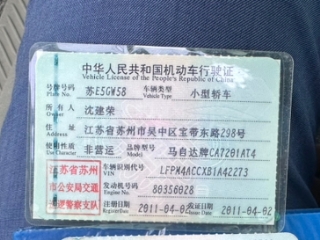 中华人民共和国机动车行驶证
Vehicle License of the People's Republic of China
号牌号码 苏E5GW58 车辆类型 小型轿车
Plate No. Vehicle Type
所有人 沈建荣
Owner
住址 江苏省苏州市吴中区宝带东路298号
Address
使用性质 非营运 品牌型号 马自达牌CA7201AT4
Use Character Model
江苏省苏州 车辆识别代号 LFPM4ACCXB1A42Z73
VIN
市公安局交通 发动机号码 80356028
Engine No.
巡逻警察支队 注册日期 2011-04-02 发证日期 2011-04-02
Register Date Issue Date